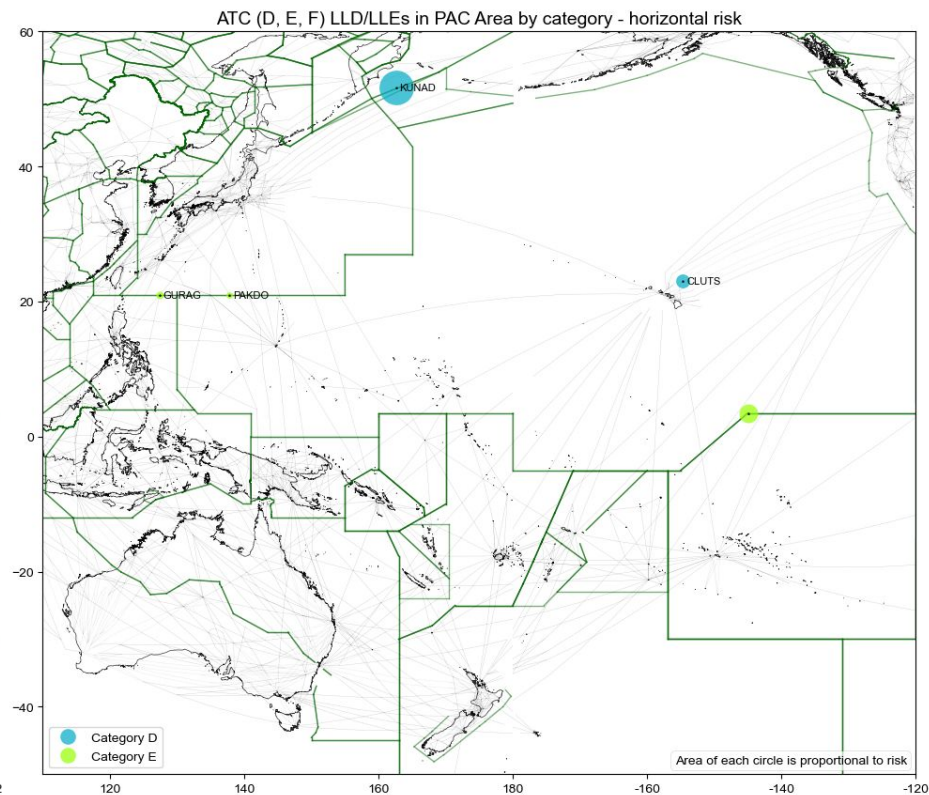 ATC (D, E, F) LLD/LLEs in PAC Area by category - horizontal risk
60
KUNAD
40
CLUTS
20
GURAG
PAKDO
0
−20
−40
Category D
Category E
Area of each circle is proportional to risk
2
120
140
160
-180
-160
-140
-120